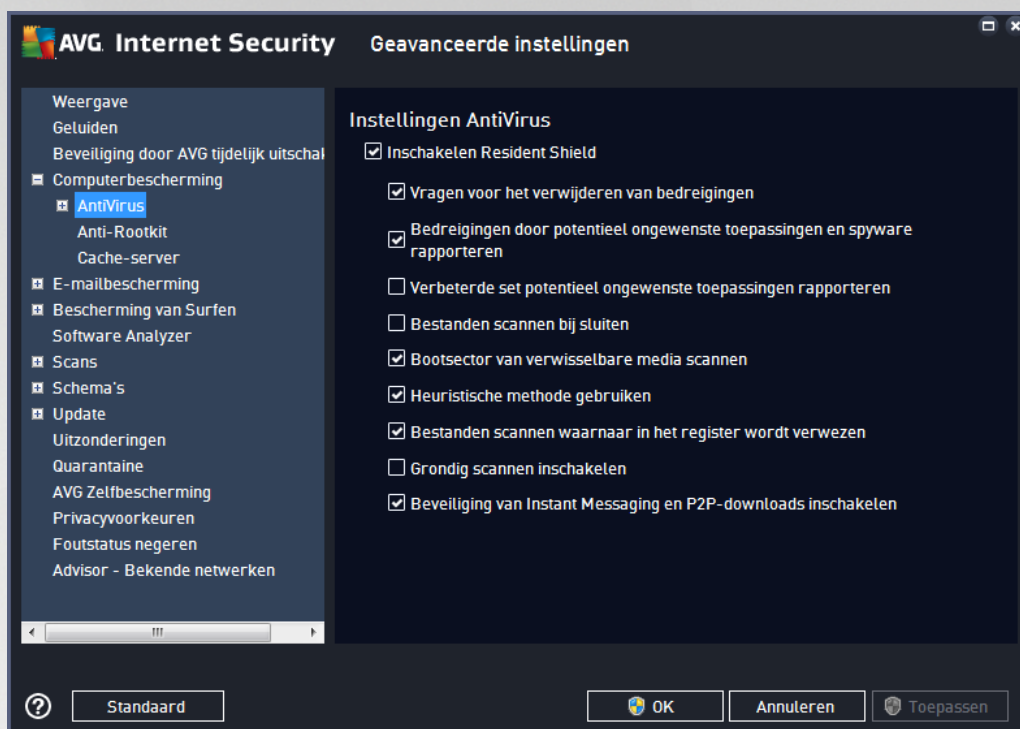 AVG. Internet Security
Geavanceerde instellingen
Weergave
Geluiden
Beveiliging door AVG tijdelijk uitschak
Computerbescherming
AntiVirus
Anti-Rootkit
Cache-server
E-mailbescherming
Bescherming van Surfen
Software Analyzer
Scans
Schema's
Update
Uitzonderingen
Quarantaine
AVG Zelfbescherming
Privacyvoorkeuren
Foutstatus negeren
Advisor - Bekende netwerken
Instellingen AntiVirus
Inschakelen Resident Shield
Vragen voor het verwijderen van bedreigingen
Bedreigingen door potentieel ongewenste toepassingen en spyware
rapporteren
Verbeterde set potentieel ongewenste toepassingen rapporteren
Bestanden scannen bij sluiten
Bootsector van verwisselbare media scannen
Heuristische methode gebruiken
Bestanden scannen waarnaar in het register wordt verwezen
Grondig scannen inschakelen
Beveiliging van Instant Messaging en P2P-downloads inschakelen
Standaard
OK
Annuleren
Toepassen